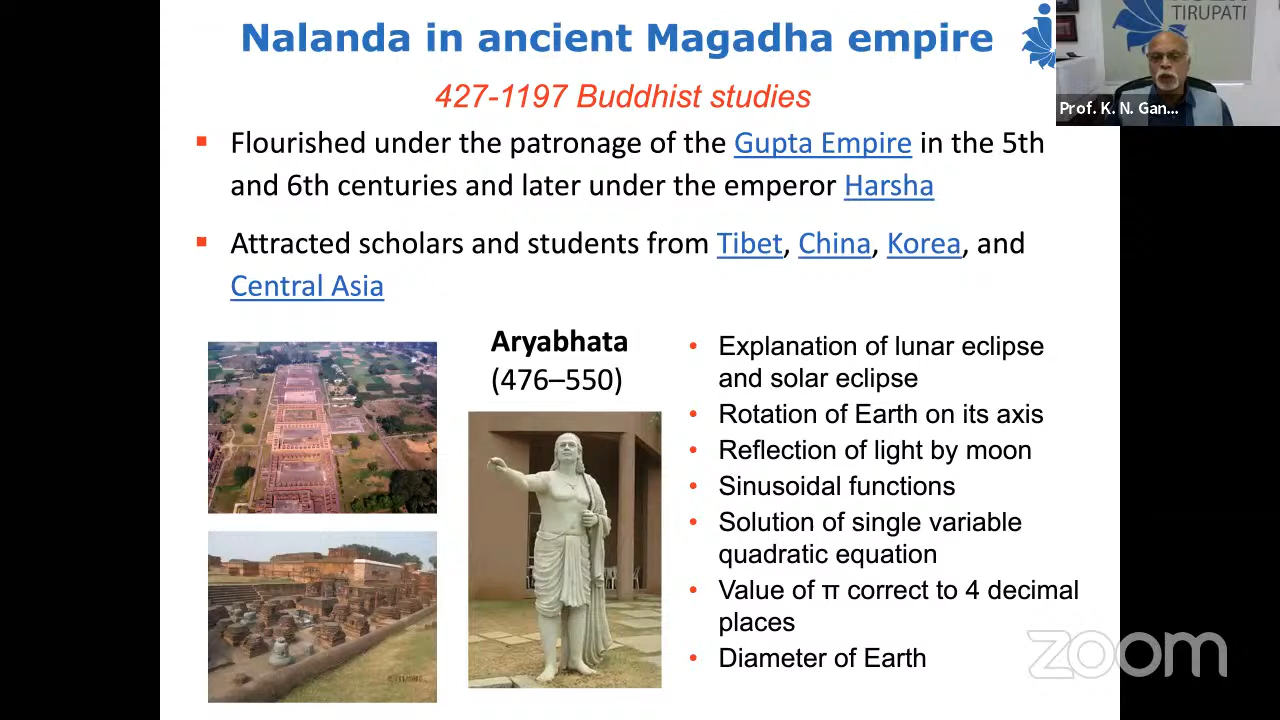 Nalanda in ancient Magadha empire
TIRUPATI
427-1197 Buddhist studies
Prof. K. N. Gan...
▪ Flourished under the patronage of the Gupta Empire in the 5th
and 6th centuries and later under the emperor Harsha
▪ Attracted scholars and students from Tibet, China, Korea, and
Central Asia
Aryabhata
(476–550)
• Explanation of lunar eclipse
and solar eclipse
• Rotation of Earth on its axis
• Reflection of light by moon
• Sinusoidal functions
• Solution of single variable
quadratic equation
• Value of π correct to 4 decimal
places
• Diameter of Earth
zoom